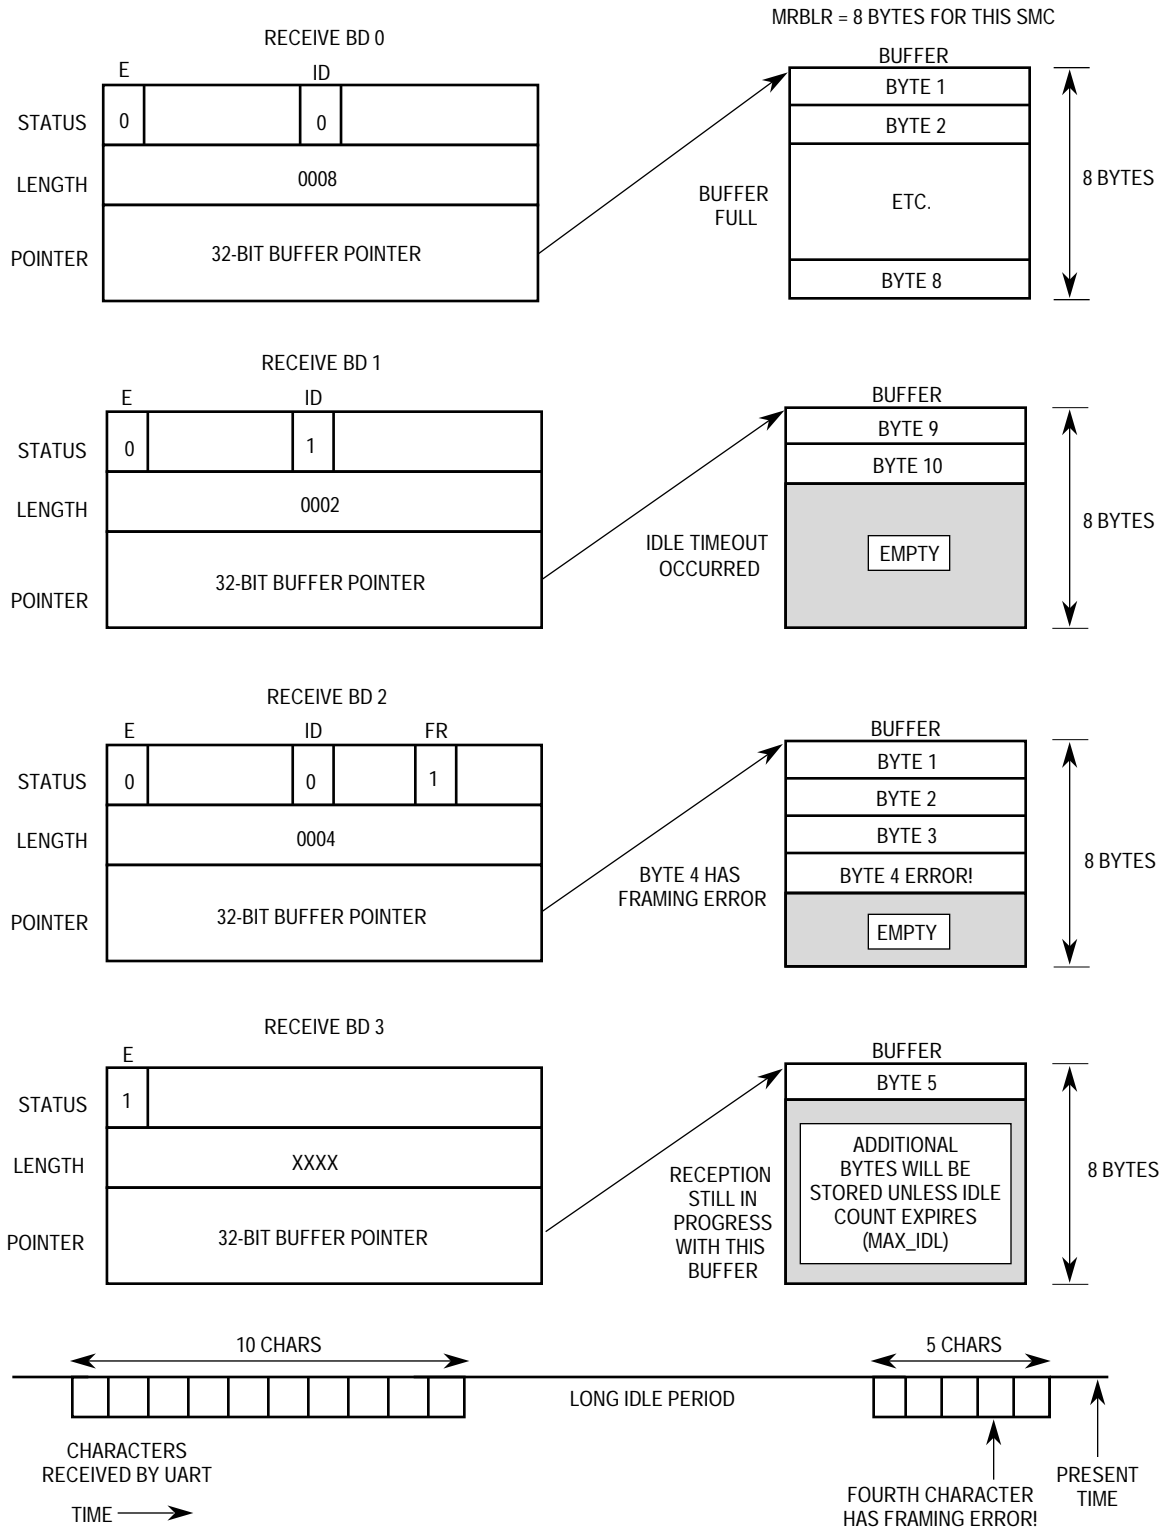 MRBLR = 8 BYTES FOR THIS SMC
RECEIVE BD 0
E
ID
STATUS
0
0
LENGTH
0008
POINTER
32-BIT BUFFER POINTER
BUFFER
FULL
BUFFER
BYTE 1
BYTE 2
ETC.
BYTE 8
8 BYTES
RECEIVE BD 1
E
ID
STATUS
0
1
LENGTH
0002
POINTER
32-BIT BUFFER POINTER
IDLE TIMEOUT
OCCURRED
BUFFER
BYTE 9
BYTE 10
EMPTY
8 BYTES
RECEIVE BD 2
E
ID
FR
STATUS
0
0
1
LENGTH
0004
POINTER
32-BIT BUFFER POINTER
BYTE 4 HAS
FRAMING ERROR
BUFFER
BYTE 1
BYTE 2
BYTE 3
BYTE 4 ERROR!
EMPTY
8 BYTES
RECEIVE BD 3
E
STATUS
1
LENGTH
XXXX
POINTER
32-BIT BUFFER POINTER
RECEPTION
STILL IN
PROGRESS
WITH THIS
BUFFER
BUFFER
BYTE 5
ADDITIONAL
BYTES WILL BE
STORED UNLESS IDLE
COUNT EXPIRES
(MAX_IDL)
8 BYTES
10 CHARS
5 CHARS
LONG IDLE PERIOD
CHARACTERS
RECEIVED BY UART
TIME
FOURTH CHARACTER
HAS FRAMING ERROR!
PRESENT
TIME